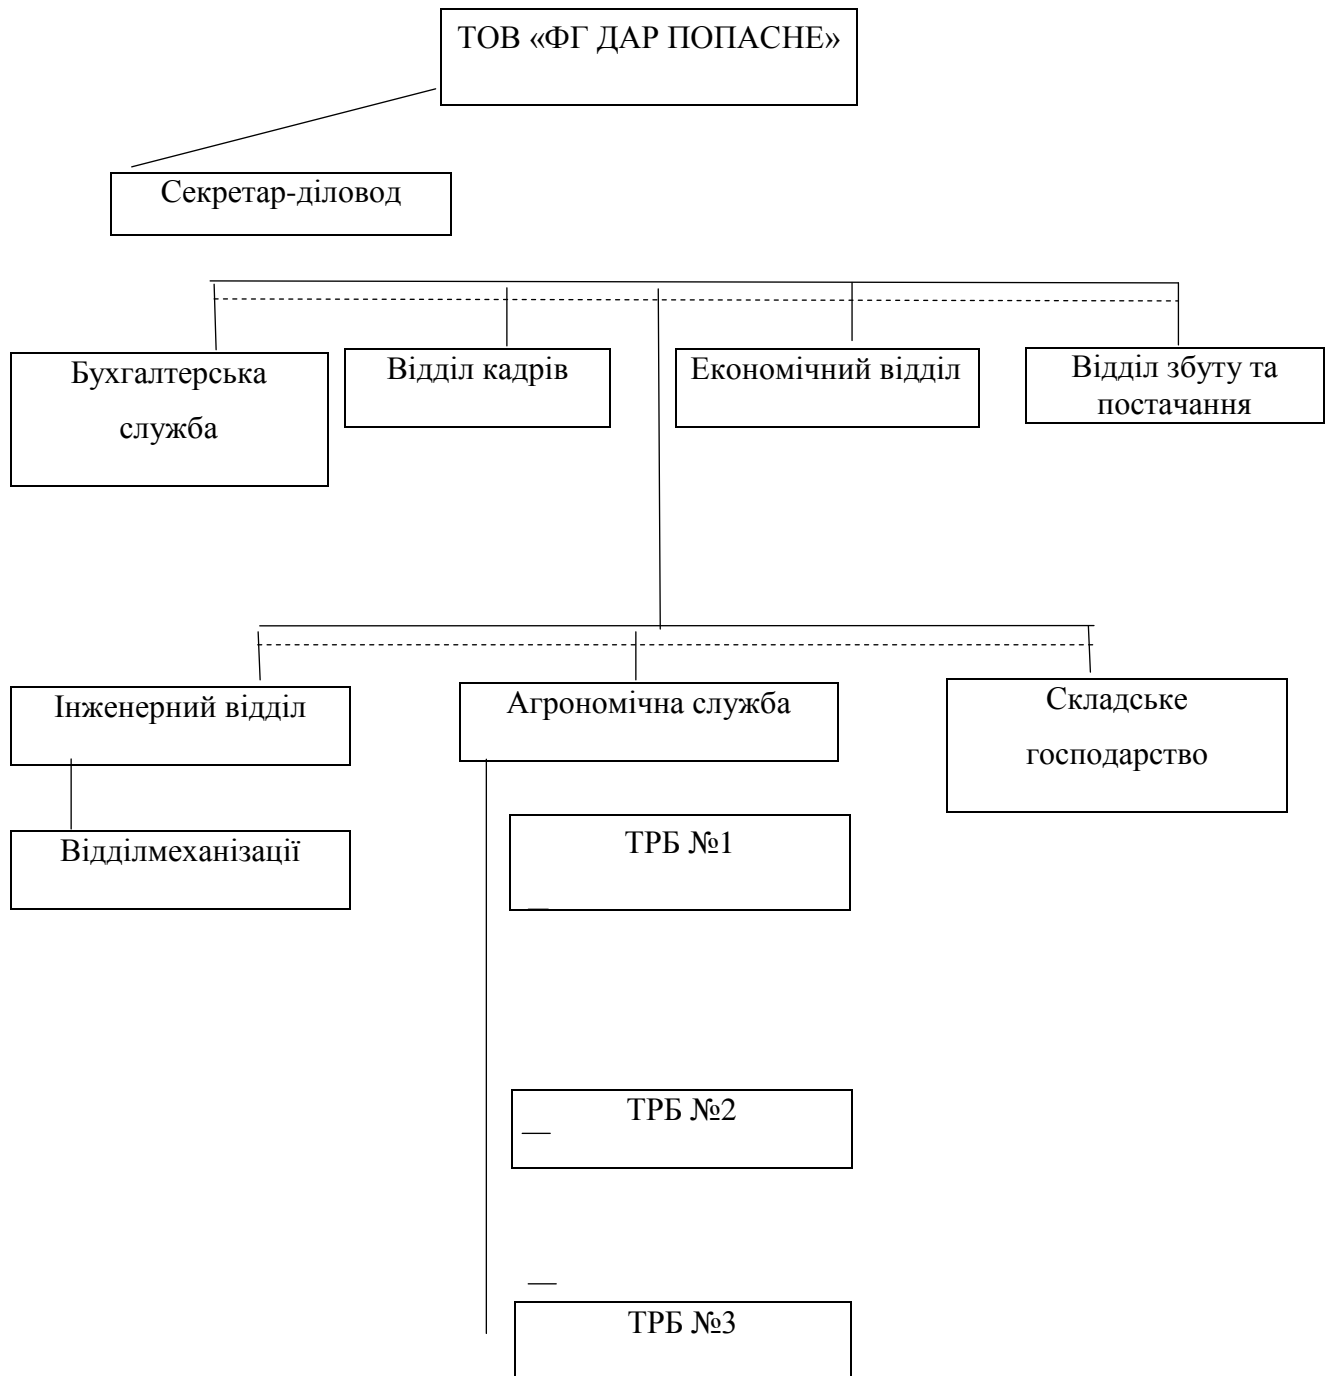 ТОВ «ФГ ДАР ПОПАСНЕ»
Секретар-діловод
Бухгалтерська
служба
Відділ кадрів
Економічний відділ
Відділ збуту та
постачання
Інженерний відділ
Агрономічна служба
Складське
господарство
Відділмеханізації
ТРБ №1
ТРБ №2
ТРБ №3